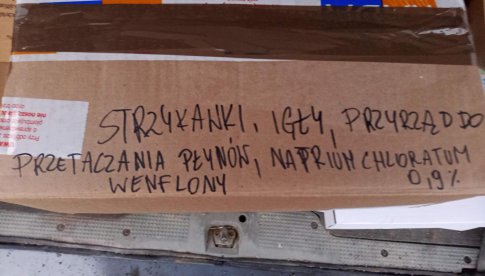 STRZYKAWKI, IGŁY, PRZYRZĄD DO
PRZETACZANIA PŁYNÓW, NATRIUM CHLORATUM
WENFLONY 0,9%